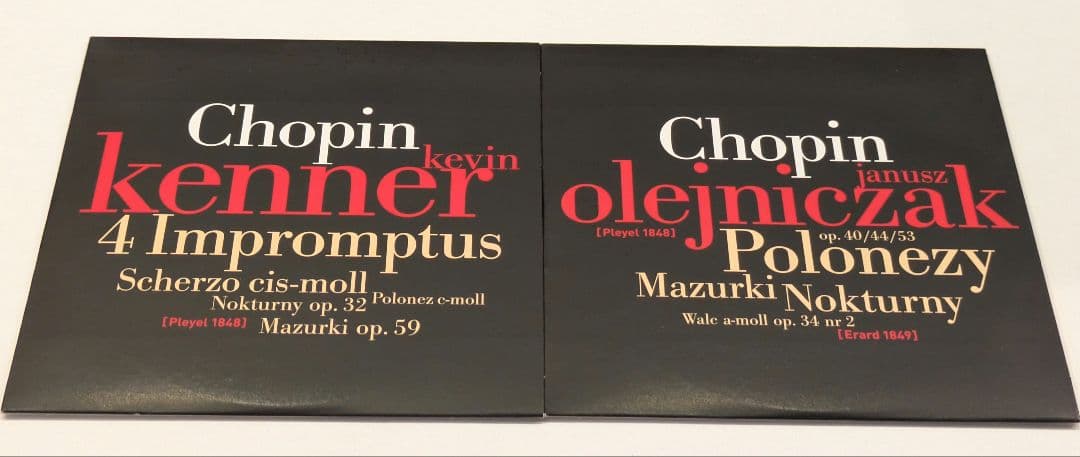 Chopin
kevin
kenner
4 Impromptus
Scherzo cis-moll
Nokturny op. 32 Polonez c-moll
[Pleyel 1848] Mazurki op. 59
Chopin
janusz
olejniczak
[Pleyel 1848] op. 40/44/53
Polonezy
Mazurki Nokturny
Walc a-moll op. 34 nr 2
[Erard 1849]